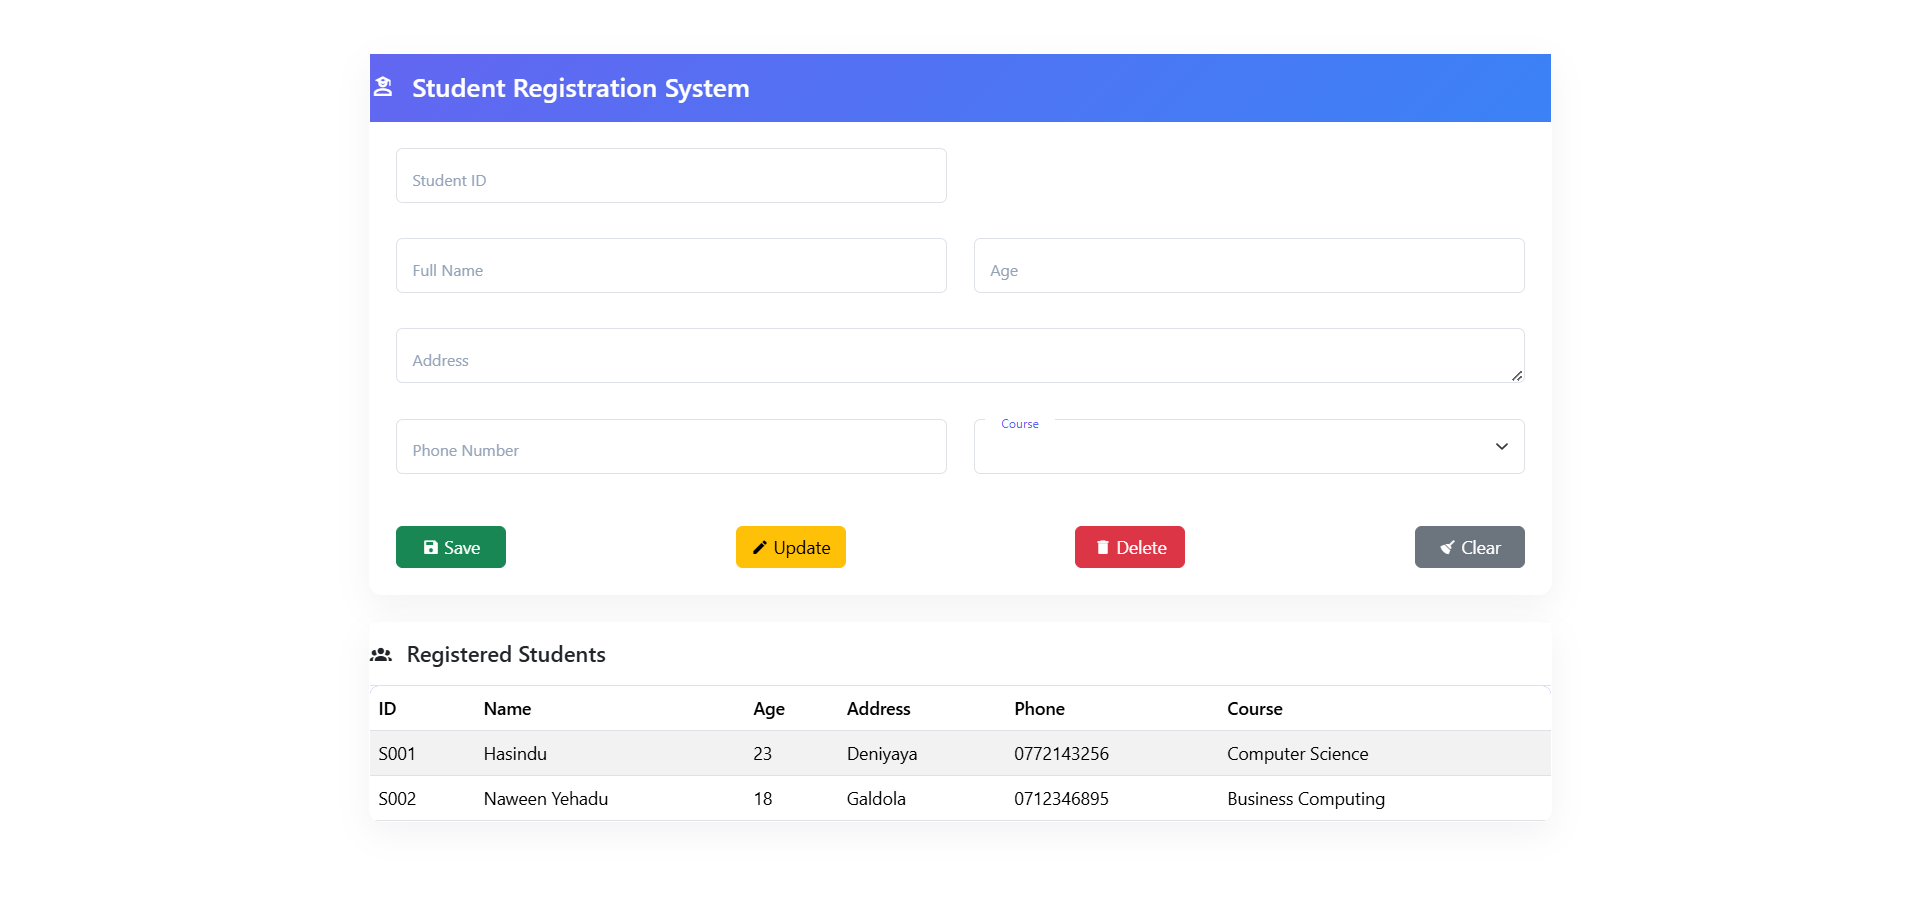 Student Registration System
Student ID
Full Name Age
Address
Phone Number Course
Save Update Delete Clear
Registered Students
ID Name Age Address Phone Course
S001 Hasindu 23 Deniyaya 0772143256 Computer Science
S002 Naween Yehadu 18 Galdola 0712346895 Business Computing